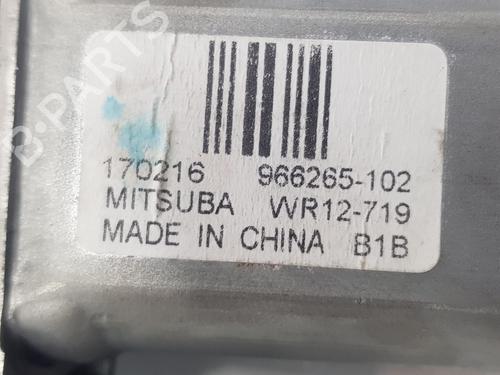 B-PARTS
170216 966265-102
MITSUBA WR12-719
MADE IN CHINA B1B